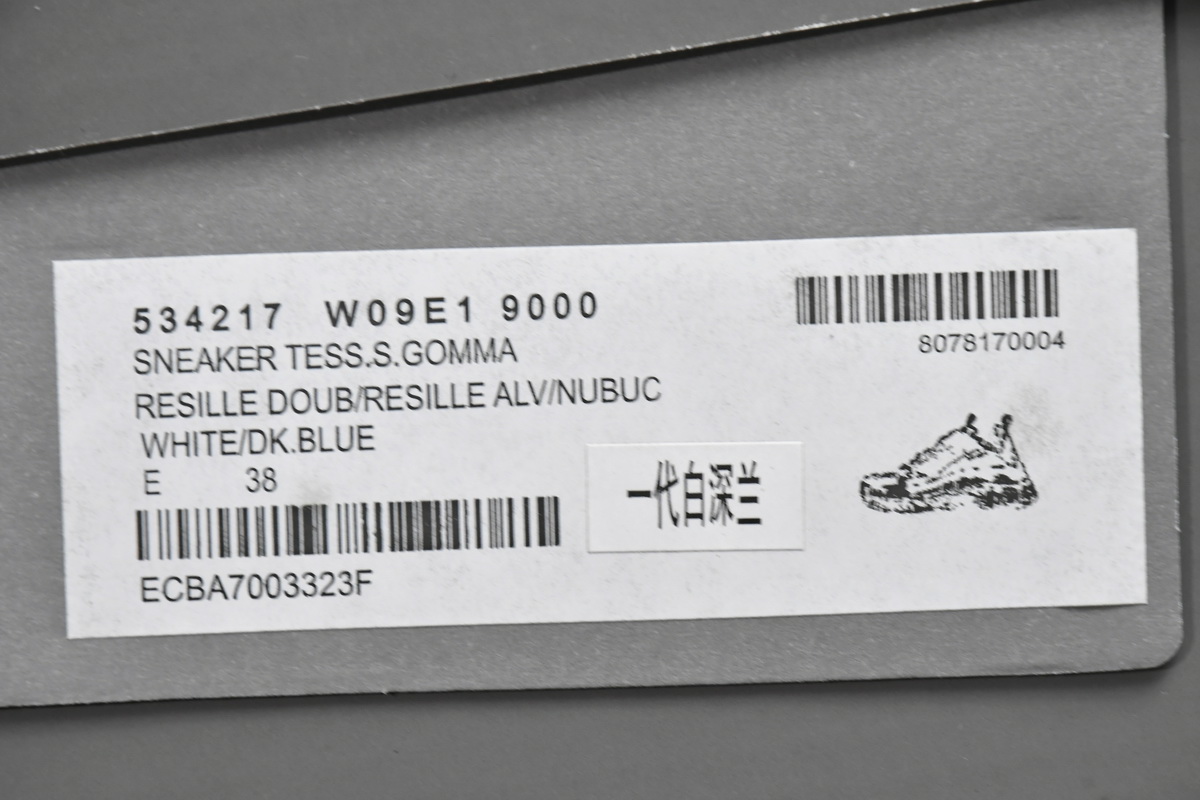 534217 W09E1 9000
SNEAKER TESS.S.GOMMA
RESILLE DOUB/RESILLE ALV/NUBUC
WHITE/DK.BLUE
E 38
ECBA7003323F
8078170004
一代白深兰